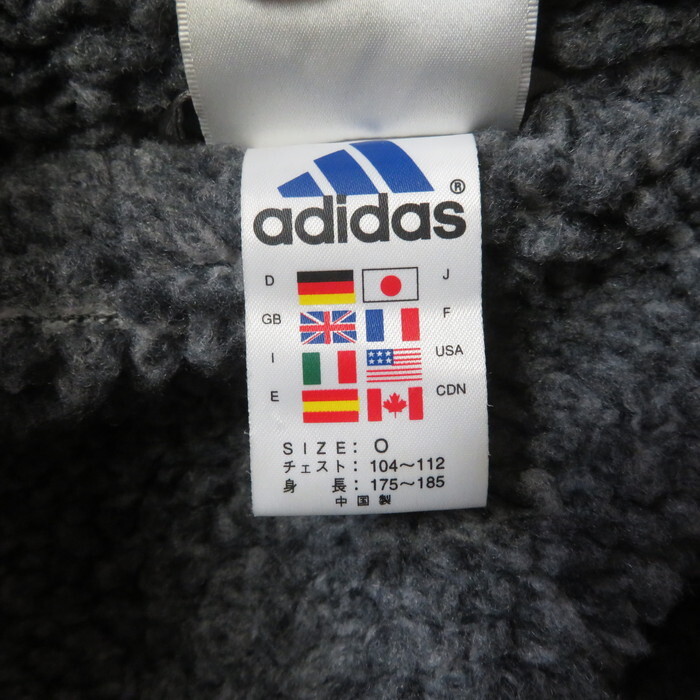 adidas®
D J
GB F
I USA
E CDN
SIZE: O
チェスト: 104～112
身 長: 175～185
中国製